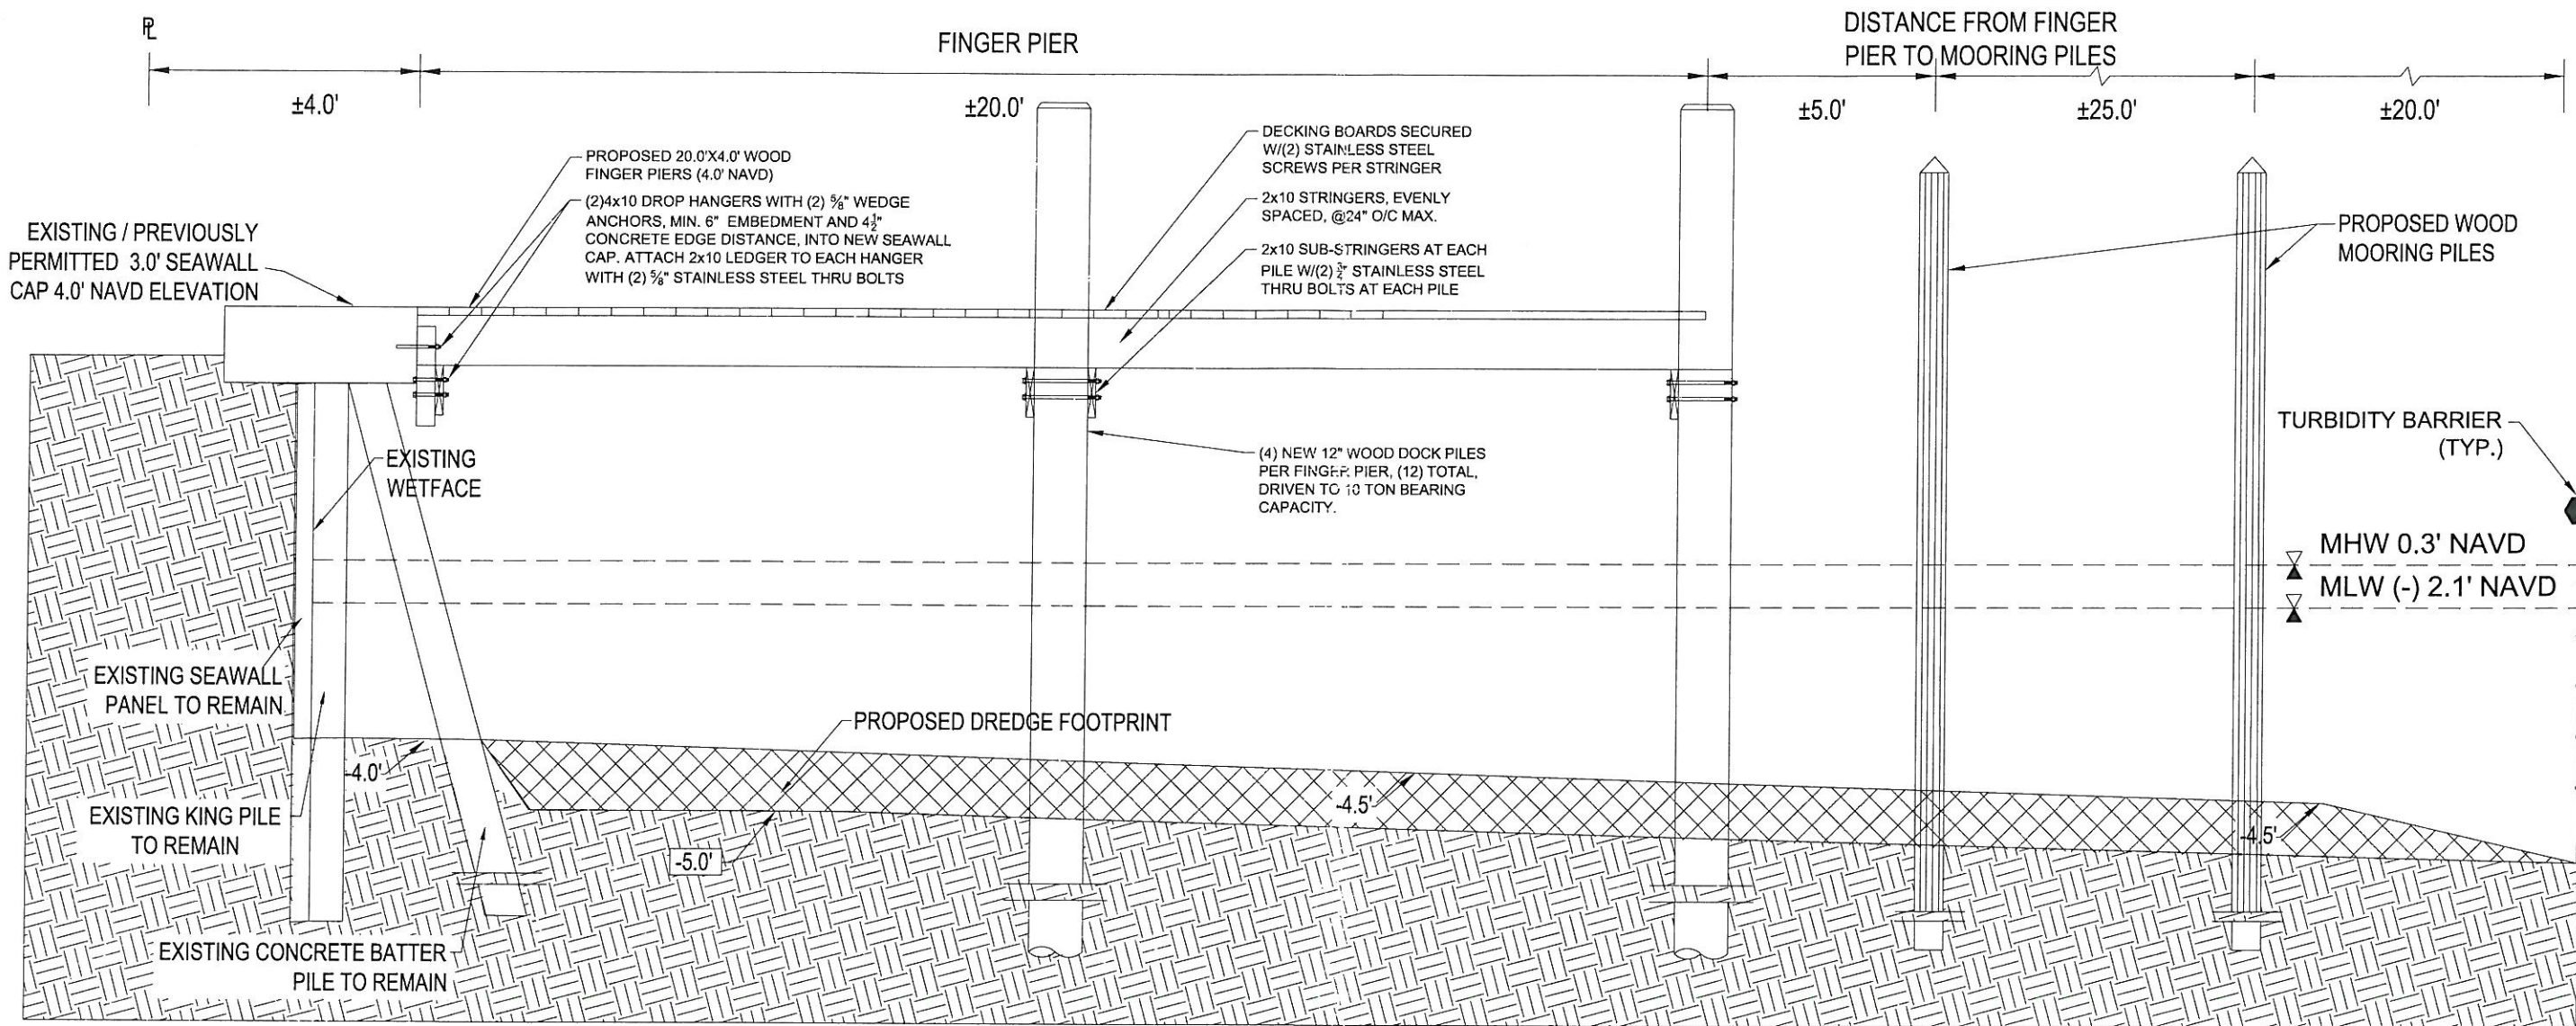 ℄
FINGER PIER
DISTANCE FROM FINGER
PIER TO MOORING PILES
±4.0'
±20.0'
±5.0'
±25.0'
±20.0'
PROPOSED 20.0'X4.0' WOOD
FINGER PIERS (4.0' NAVD)
(2)4x10 DROP HANGERS WITH (2) ⅝" WEDGE
ANCHORS, MIN. 6" EMBEDMENT AND 4½"
CONCRETE EDGE DISTANCE, INTO NEW SEAWALL
CAP. ATTACH 2x10 LEDGER TO EACH HANGER
WITH (2) ⅝" STAINLESS STEEL THRU BOLTS
DECKING BOARDS SECURED
W/(2) STAINLESS STEEL
SCREWS PER STRINGER
2x10 STRINGERS, EVENLY
SPACED, @24" O/C MAX.
2x10 SUB-STRINGERS AT EACH
PILE W/(2) ¾" STAINLESS STEEL
THRU BOLTS AT EACH PILE
EXISTING / PREVIOUSLY
PERMITTED 3.0' SEAWALL
CAP 4.0' NAVD ELEVATION
PROPOSED WOOD
MOORING PILES
TURBIDITY BARRIER
(TYP.)
EXISTING
WETFACE
(4) NEW 12" WOOD DOCK PILES
PER FINGER PIER, (12) TOTAL,
DRIVEN TO 10 TON BEARING
CAPACITY.
MHW 0.3' NAVD
MLW (-) 2.1' NAVD
EXISTING SEAWALL
PANEL TO REMAIN
PROPOSED DREDGE FOOTPRINT
-4.0'
-4.5'
-4.5'
EXISTING KING PILE
TO REMAIN
-5.0'
EXISTING CONCRETE BATTER
PILE TO REMAIN